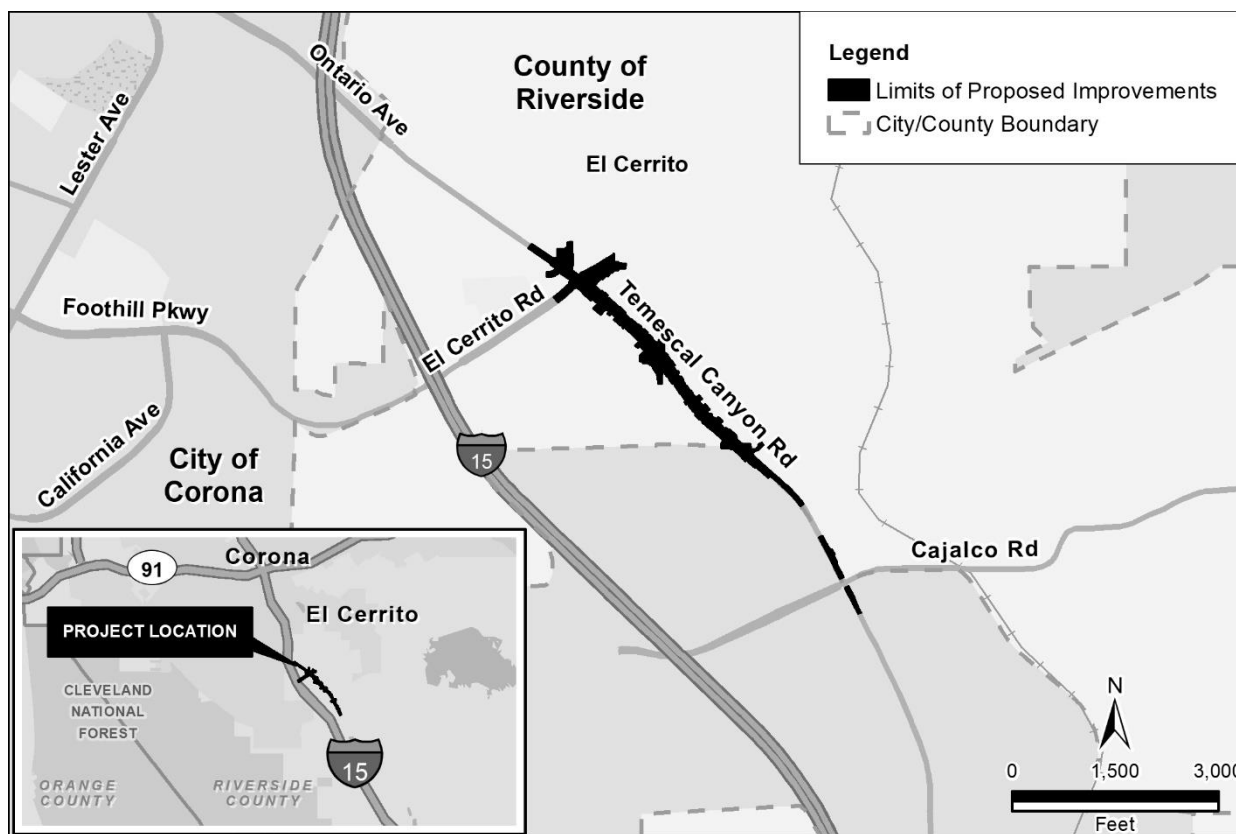 County of
Riverside
El Cerrito
Ontario Ave
Lester Ave
Foothill Pkwy
El Cerrito Rd
Temescal Canyon Rd
California Ave
City of
Corona
15
Cajalco Rd
Legend
Limits of Proposed Improvements
City/County Boundary
91
Corona
El Cerrito
PROJECT LOCATION
CLEVELAND
NATIONAL
FOREST
15
ORANGE
COUNTY
RIVERSIDE
COUNTY
N
0 1,500 3,000
Feet